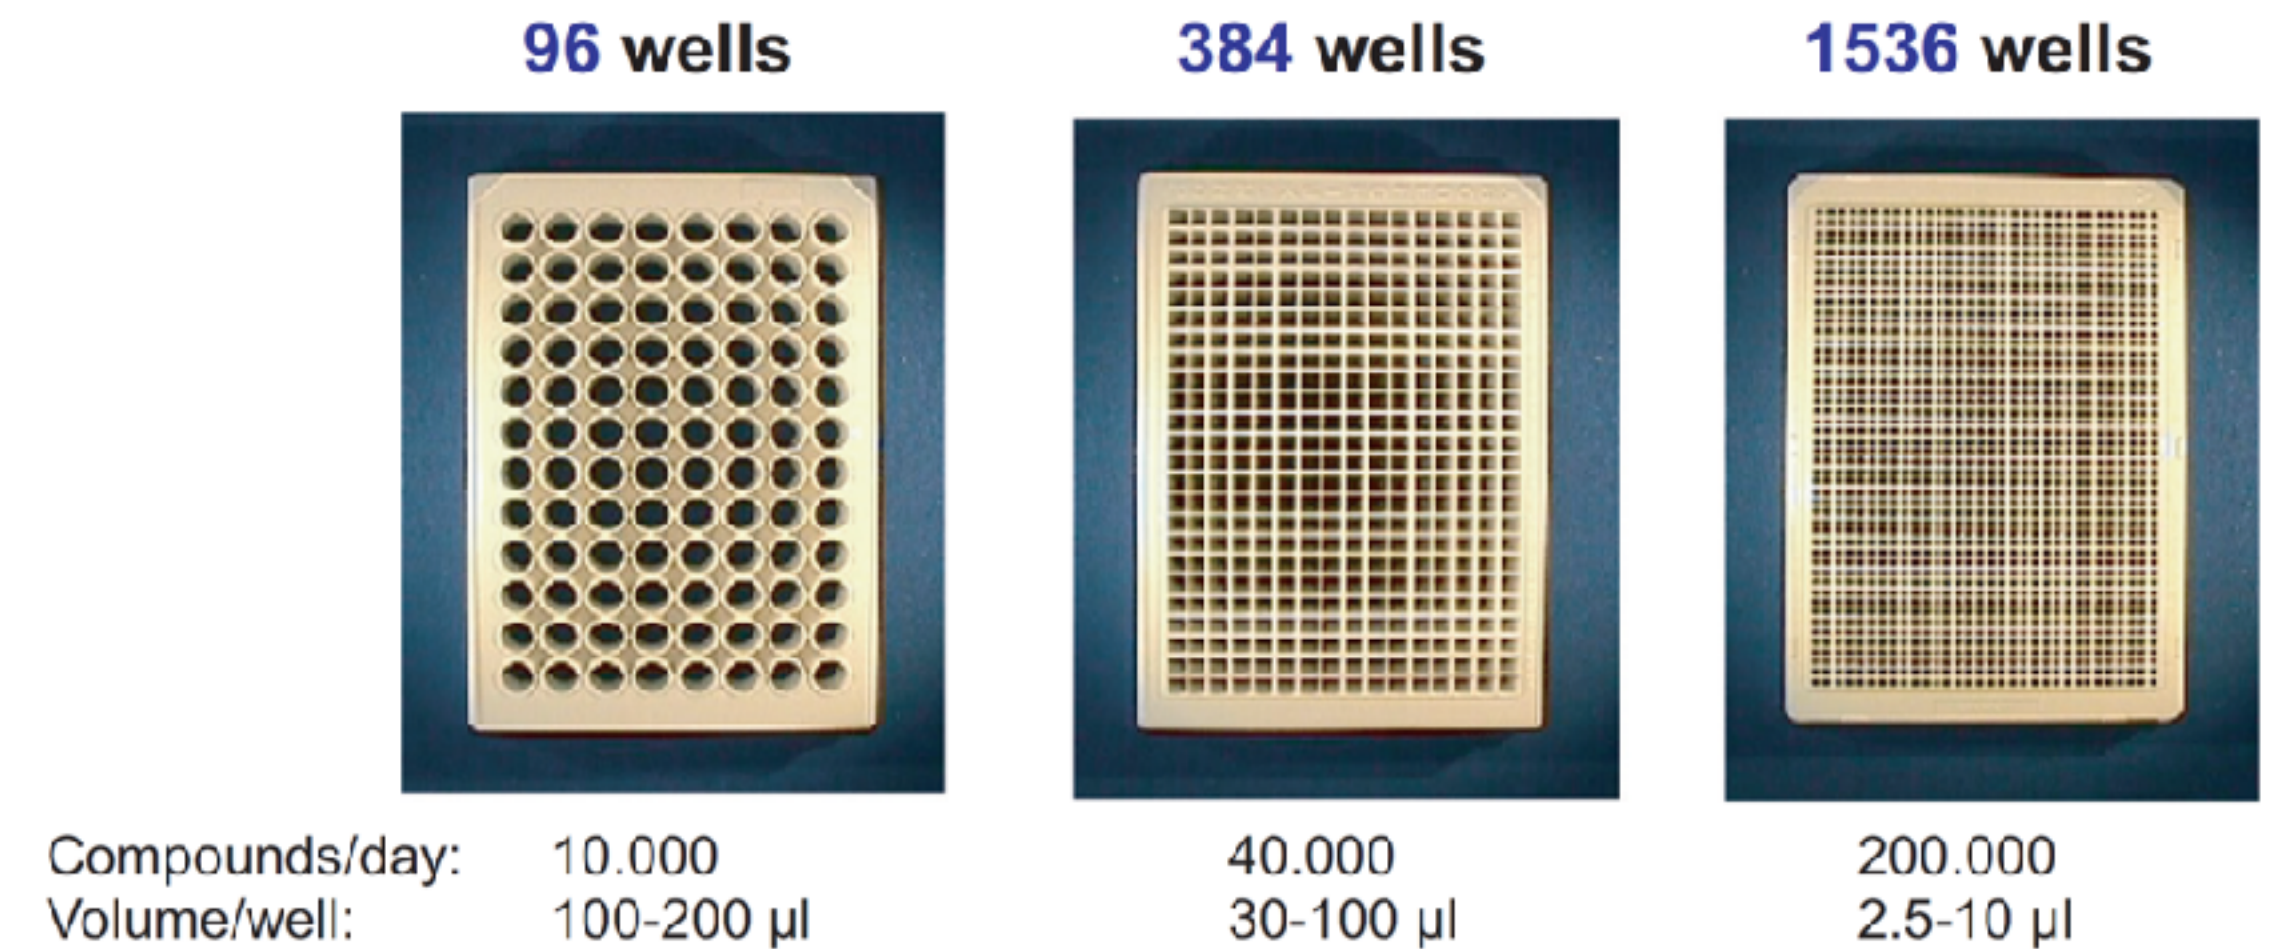 96 wells 384 wells 1536 wells
Compounds/day: 10.000 40.000 200.000
Volume/well: 100-200 µl 30-100 µl 2.5-10 µl